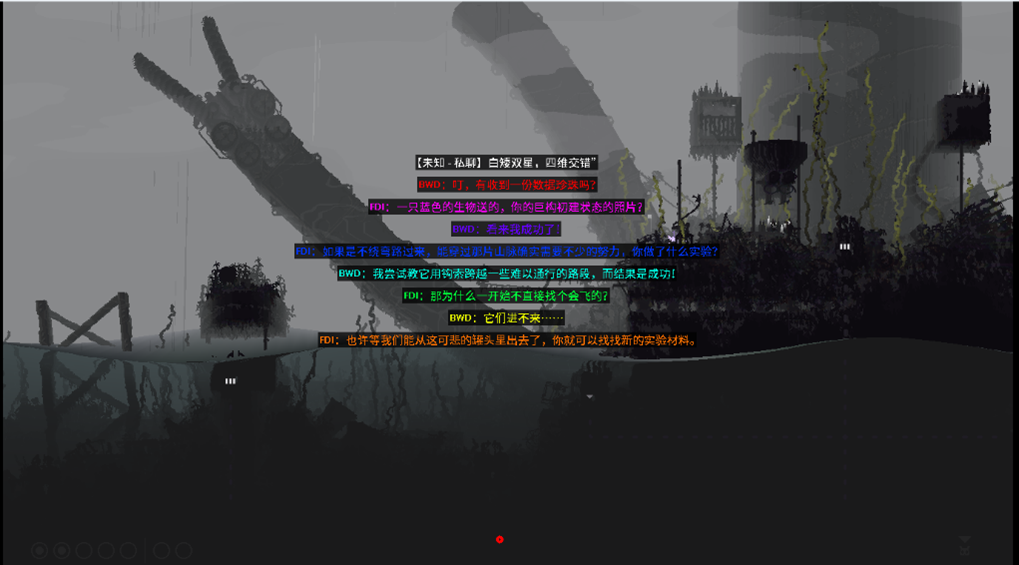 【未知 - 私聊】白矮双星，四维交错”
BWD：叮，有收到一份数据珍珠吗？
FDI：一只蓝色的生物送的，你的巨构初建状态的照片？
BWD：看来我成功了！
FDI：如果是不绕弯路过来，她穿过那片山脉确实需要不少的努力，你做了什么实验？
BWD：我尝试教它用钩索跨越一些难以通行的路段，而结果是成功！
FDI：那为什么一开始不直接找个会飞的？
BWD：它们进不来……
FDI：也许等我们能从这可悲的罐头里出去了，你就可以找找新的实验材料。